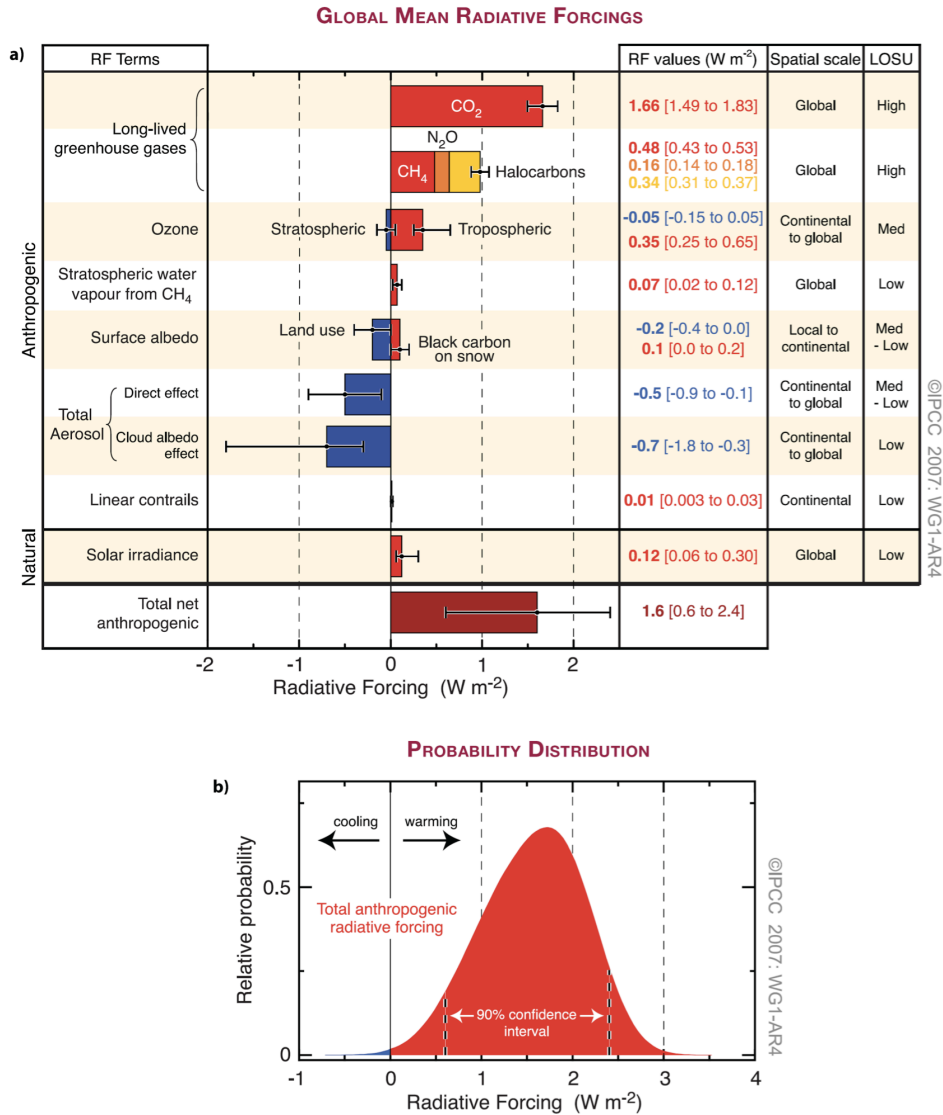 GLOBAL MEAN RADIATIVE FORCINGS
a)
RF Terms
RF values (W m-2)
Spatial scale
LOSU
Anthropogenic
Long-lived
greenhouse gases
CO2
1.66 [1.49 to 1.83]
Global
High
N2O
CH4
Halocarbons
0.48 [0.43 to 0.53]
0.16 [0.14 to 0.18]
0.34 [0.31 to 0.37]
Global
High
Ozone
Stratospheric
Tropospheric
-0.05 [-0.15 to 0.05]
0.35 [0.25 to 0.65]
Continental
to global
Med
Stratospheric water
vapour from CH4
0.07 [0.02 to 0.12]
Global
Low
Surface albedo
Land use
Black carbon
on snow
-0.2 [-0.4 to 0.0]
0.1 [0.0 to 0.2]
Local to
continental
Med
- Low
Total
Aerosol
Direct effect
-0.5 [-0.9 to -0.1]
Continental
to global
Med
- Low
Cloud albedo
effect
-0.7 [-1.8 to -0.3]
Continental
to global
Low
Linear contrails
0.01 [0.003 to 0.03]
Continental
Low
Natural
Solar irradiance
0.12 [0.06 to 0.30]
Global
Low
Total net
anthropogenic
1.6 [0.6 to 2.4]
-2 -1 0 1 2
Radiative Forcing (W m-2)
©IPCC 2007: WG1-AR4
PROBABILITY DISTRIBUTION
b)
Relative probability
cooling
warming
0.5
Total anthropogenic
radiative forcing
90% confidence
interval
0
-1 0 1 2 3 4
Radiative Forcing (W m-2)
©IPCC 2007: WG1-AR4